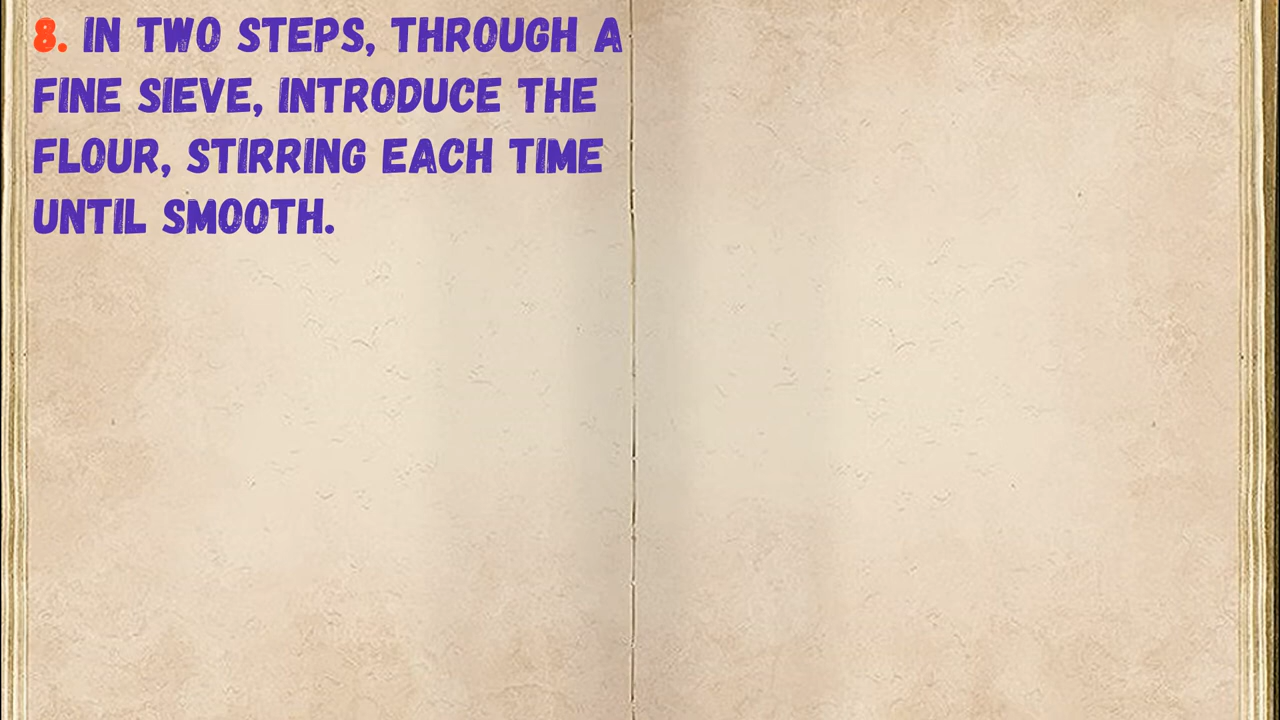 8. IN TWO STEPS, THROUGH A
FINE SIEVE, INTRODUCE THE
FLOUR, STIRRING EACH TIME
UNTIL SMOOTH.